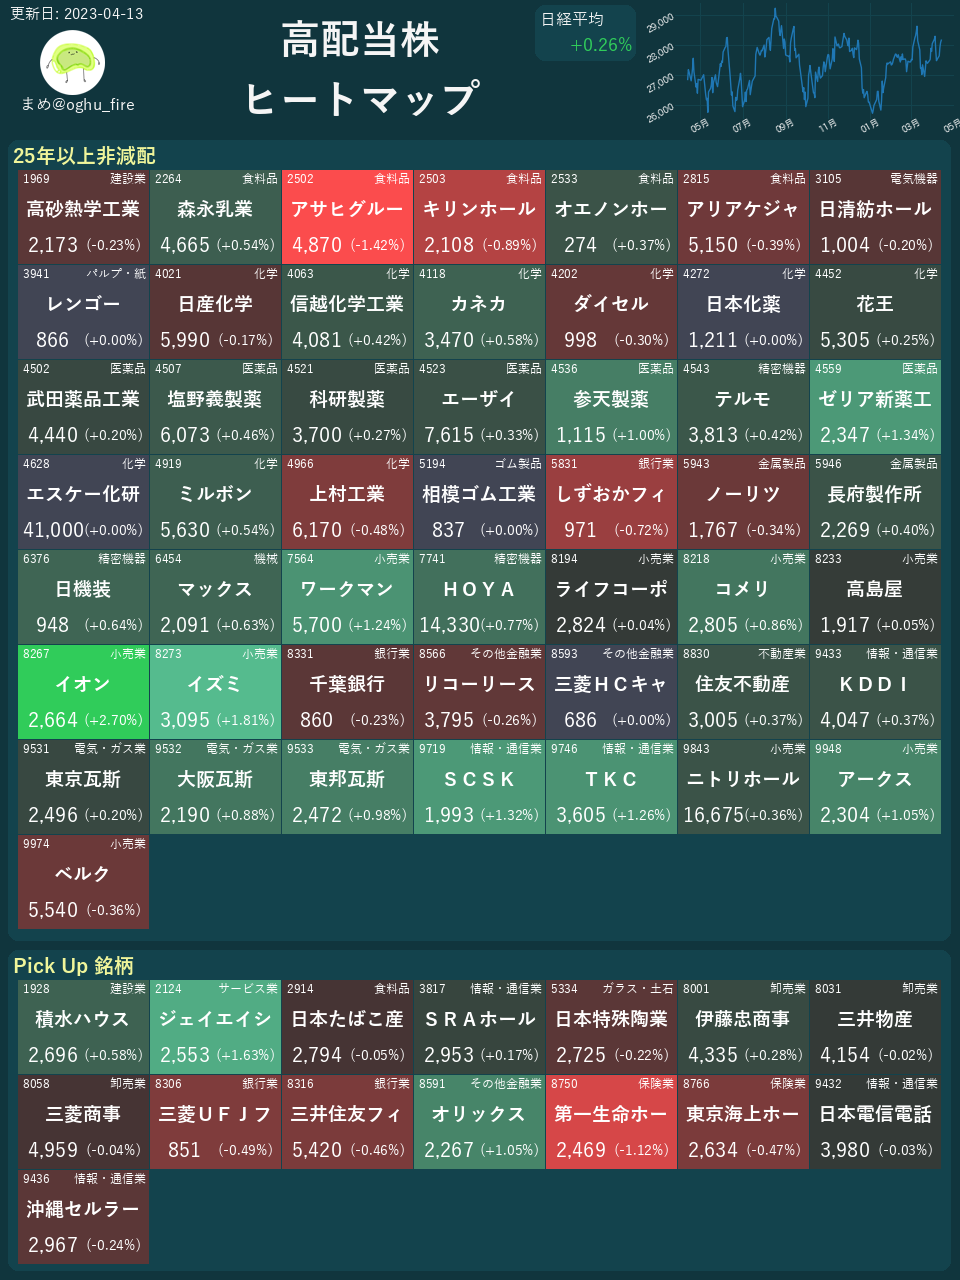 更新日: 2023-04-13
まめ@oghu_fire
高配当株
ヒートマップ
日経平均
+0.26%
29,000
28,000
27,000
26,000
05月 07月 09月 11月 01月 03月 05月
25年以上非減配
1969 建設業 2264 食料品 2502 食料品 2503 食料品 2533 食料品 2815 食料品 3105 電気機器
高砂熱学工業 森永乳業 アサヒグルー キリンホール オエノンホー アリアケジャ 日清紡ホール
2,173 (-0.23%) 4,665 (+0.54%) 4,870 (-1.42%) 2,108 (-0.89%) 274 (+0.37%) 5,150 (-0.39%) 1,004 (-0.20%)
3941 パルプ・紙 4021 化学 4063 化学 4118 化学 4202 化学 4272 化学 4452 化学
レンゴー 日産化学 信越化学工業 カネカ ダイセル 日本化薬 花王
866 (+0.00%) 5,990 (-0.17%) 4,081 (+0.42%) 3,470 (+0.58%) 998 (-0.30%) 1,211 (+0.00%) 5,305 (+0.25%)
4502 医薬品 4507 医薬品 4521 医薬品 4523 医薬品 4536 医薬品 4543 精密機器 4559 医薬品
武田薬品工業 塩野義製薬 科研製薬 エーザイ 参天製薬 テルモ ゼリア新薬工
4,440 (+0.20%) 6,073 (+0.46%) 3,700 (+0.27%) 7,615 (+0.33%) 1,115 (+1.00%) 3,813 (+0.42%) 2,347 (+1.34%)
4628 化学 4919 化学 4966 化学 5194 ゴム製品 5831 銀行業 5943 金属製品 5946 金属製品
エスケー化研 ミルボン 上村工業 相模ゴム工業 しずおかフィ ノーリツ 長府製作所
41,000(+0.00%) 5,630 (+0.54%) 6,170 (-0.48%) 837 (+0.00%) 971 (-0.72%) 1,767 (-0.34%) 2,269 (+0.40%)
6376 精密機器 6454 機械 7564 小売業 7741 精密機器 8194 小売業 8218 小売業 8233 小売業
日機装 マックス ワークマン ＨＯＹＡ ライフコーポ コメリ 高島屋
948 (+0.64%) 2,091 (+0.63%) 5,700 (+1.24%) 14,330(+0.77%) 2,824 (+0.04%) 2,805 (+0.86%) 1,917 (+0.05%)
8267 小売業 8273 小売業 8331 銀行業 8566 その他金融業 8593 その他金融業 8830 不動産業 9433 情報・通信業
イオン イズミ 千葉銀行 リコーリース 三菱ＨＣキャ 住友不動産 ＫＤＤＩ
2,664 (+2.70%) 3,095 (+1.81%) 860 (-0.23%) 3,795 (-0.26%) 686 (+0.00%) 3,005 (+0.37%) 4,047 (+0.37%)
9531 電気・ガス業 9532 電気・ガス業 9533 電気・ガス業 9719 情報・通信業 9746 情報・通信業 9843 小売業 9948 小売業
東京瓦斯 大阪瓦斯 東邦瓦斯 ＳＣＳＫ ＴＫＣ ニトリホール アークス
2,496 (+0.20%) 2,190 (+0.88%) 2,472 (+0.98%) 1,993 (+1.32%) 3,605 (+1.26%) 16,675(+0.36%) 2,304 (+1.05%)
9974 小売業
ベルク
5,540 (-0.36%)
Pick Up 銘柄
1928 建設業 2124 サービス業 2914 食料品 3817 情報・通信業 5334 ガラス・土石 8001 卸売業 8031 卸売業
積水ハウス ジェイエイシ 日本たばこ産 ＳＲＡホール 日本特殊陶業 伊藤忠商事 三井物産
2,696 (+0.58%) 2,553 (+1.63%) 2,794 (-0.05%) 2,953 (+0.17%) 2,725 (-0.22%) 4,335 (+0.28%) 4,154 (-0.02%)
8058 卸売業 8306 銀行業 8316 銀行業 8591 その他金融業 8750 保険業 8766 保険業 9432 情報・通信業
三菱商事 三菱ＵＦＪフ 三井住友フィ オリックス 第一生命ホー 東京海上ホー 日本電信電話
4,959 (-0.04%) 851 (-0.49%) 5,420 (-0.46%) 2,267 (+1.05%) 2,469 (-1.12%) 2,634 (-0.47%) 3,980 (-0.03%)
9436 情報・通信業
沖縄セルラー
2,967 (-0.24%)